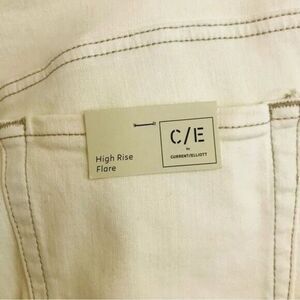 High Rise
Flare
C/E
by
CURRENT/ELLIOTT